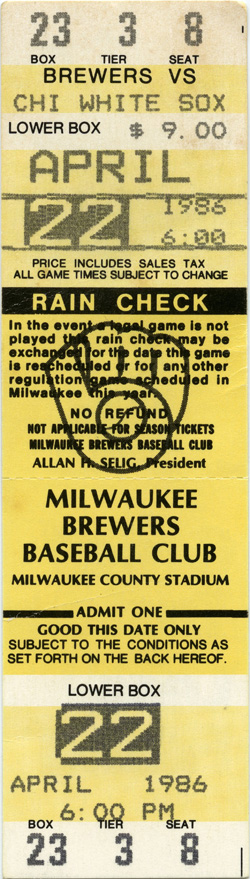 23 3 8
BOX TIER SEAT
BREWERS VS
CHI WHITE SOX
LOWER BOX $ 9.00
APRIL
22 1986
6:00
PRICE INCLUDES SALES TAX
ALL GAME TIMES SUBJECT TO CHANGE
RAIN CHECK
In the event a legal game is not
played this rain check may be
exchanged for the date this game
is rescheduled or for any other
regulation game scheduled in
Milwaukee this year.
NO REFUND
NOT APPLICABLE FOR SEASON TICKETS
MILWAUKEE BREWERS BASEBALL CLUB
ALLAN H. SELIG, President
MILWAUKEE
BREWERS
BASEBALL CLUB
MILWAUKEE COUNTY STADIUM
ADMIT ONE
GOOD THIS DATE ONLY
SUBJECT TO THE CONDITIONS AS
SET FORTH ON THE BACK HEREOF.
LOWER BOX
22
APRIL 1986
6:00 PM
BOX TIER SEAT
23 3 8